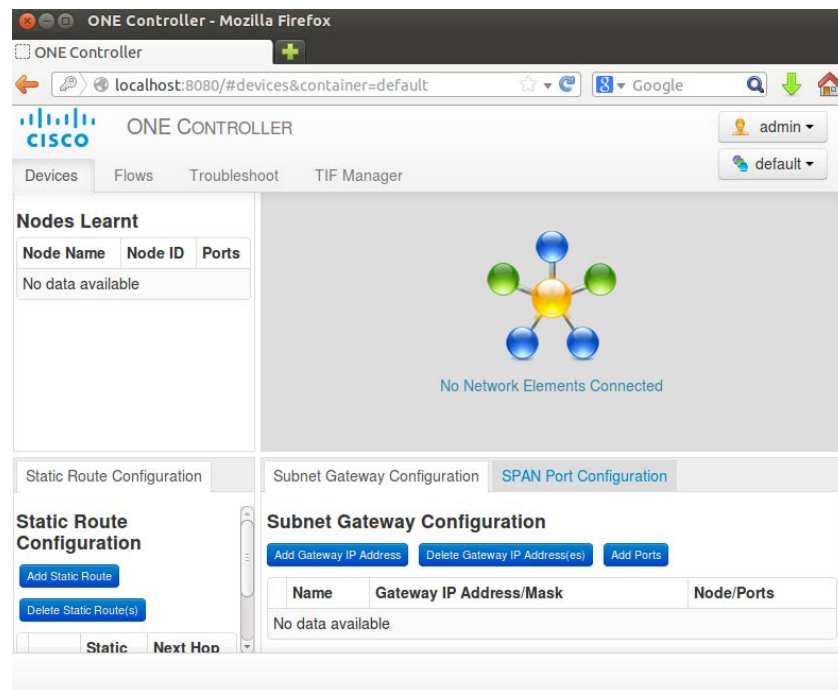 ONE Controller - Mozilla Firefox
ONE Controller
localhost:8080/#devices&container=default
8 Google
CISCO
ONE CONTROLLER
admin
default
Devices
Flows
Troubleshoot
TIF Manager
Nodes Learnt
Node Name Node ID Ports
No data available
No Network Elements Connected
Static Route Configuration
Static Route
Configuration
Add Static Route
Delete Static Route(s)
Static Next Hop
Subnet Gateway Configuration
SPAN Port Configuration
Subnet Gateway Configuration
Add Gateway IP Address
Delete Gateway IP Address(es)
Add Ports
Name Gateway IP Address/Mask Node/Ports
No data available